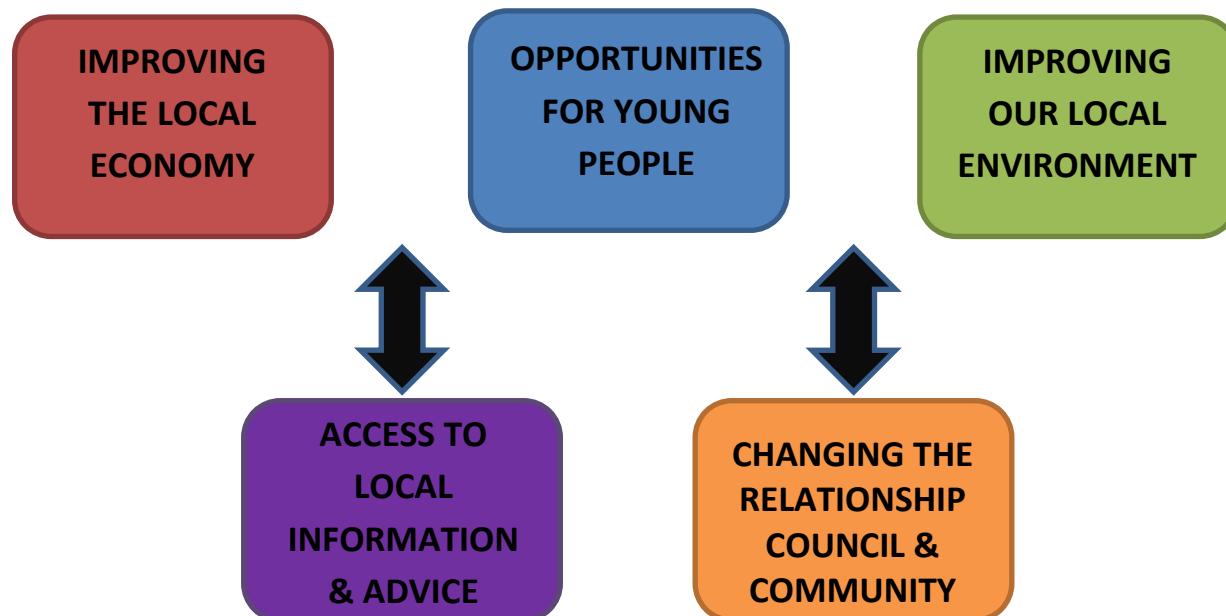 IMPROVING
THE LOCAL
ECONOMY
OPPORTUNITIES
FOR YOUNG
PEOPLE
IMPROVING
OUR LOCAL
ENVIRONMENT
ACCESS TO
LOCAL
INFORMATION
& ADVICE
CHANGING THE
RELATIONSHIP
COUNCIL &
COMMUNITY